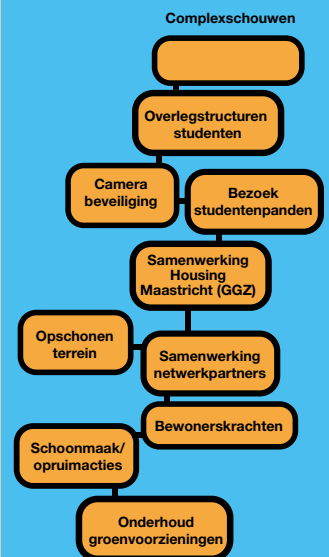 Complexschouwen
Overlegstructuren
studenten
Camera
beveiliging
Bezoek
studentenpanden
Samenwerking
Housing
Maastricht (GGZ)
Opschonen
terrein
Samenwerking
netwerkpartners
Bewonerskrachten
Schoonmaak/
opruimacties
Onderhoud
groenvoorzieningen